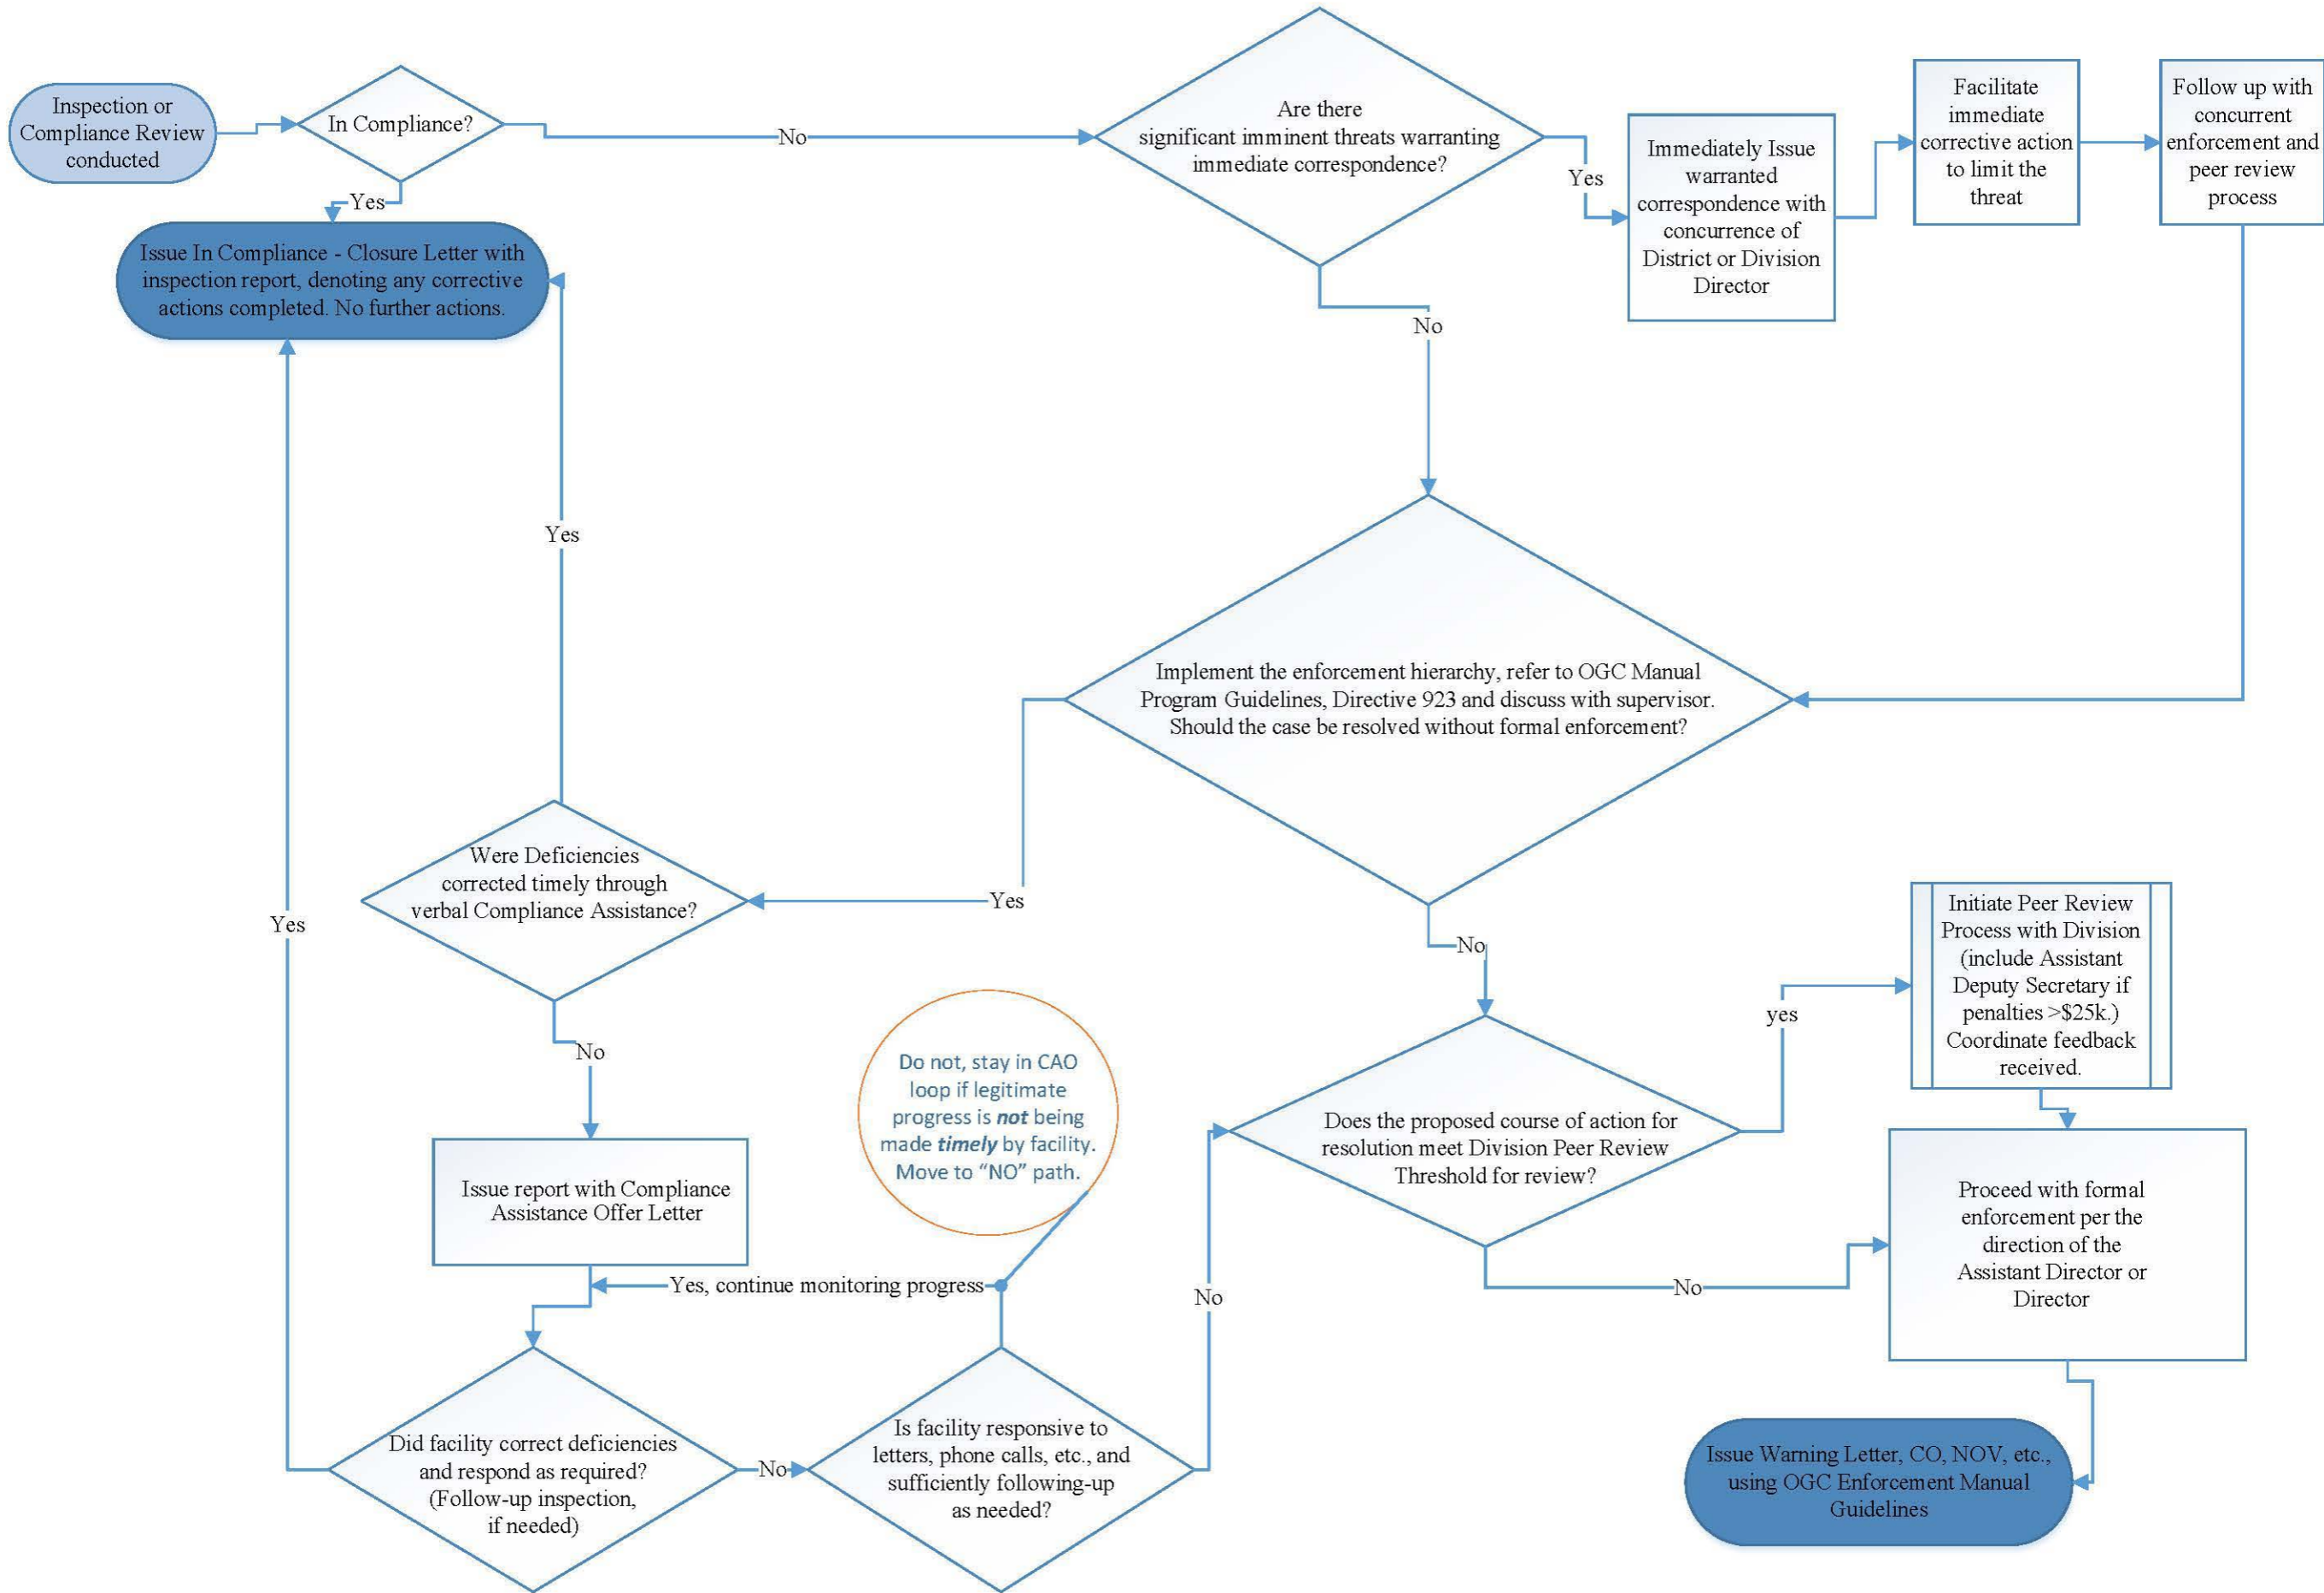 Inspection or
Compliance Review
conducted
In Compliance?
No
Yes
Issue In Compliance - Closure Letter with
inspection report, denoting any corrective
actions completed. No further actions.
Are there
significant imminent threats warranting
immediate correspondence?
Yes
No
Immediately Issue
warranted
correspondence with
concurrence of
District or Division
Director
Facilitate
immediate
corrective action
to limit the
threat
Follow up with
concurrent
enforcement and
peer review
process
Implement the enforcement hierarchy, refer to OGC Manual
Program Guidelines, Directive 923 and discuss with supervisor.
Should the case be resolved without formal enforcement?
Yes
No
Were Deficiencies
corrected timely through
verbal Compliance Assistance?
Yes
No
Issue report with Compliance
Assistance Offer Letter
Do not, stay in CAO
loop if legitimate
progress is not being
made timely by facility.
Move to “NO” path.
Yes, continue monitoring progress
Did facility correct deficiencies
and respond as required?
(Follow-up inspection,
if needed)
Yes
No
Is facility responsive to
letters, phone calls, etc., and
sufficiently following-up
as needed?
No
Does the proposed course of action for
resolution meet Division Peer Review
Threshold for review?
yes
No
Initiate Peer Review
Process with Division
(include Assistant
Deputy Secretary if
penalties >$25k.)
Coordinate feedback
received.
Proceed with formal
enforcement per the
direction of the
Assistant Director or
Director
Issue Warning Letter, CO, NOV, etc.,
using OGC Enforcement Manual
Guidelines